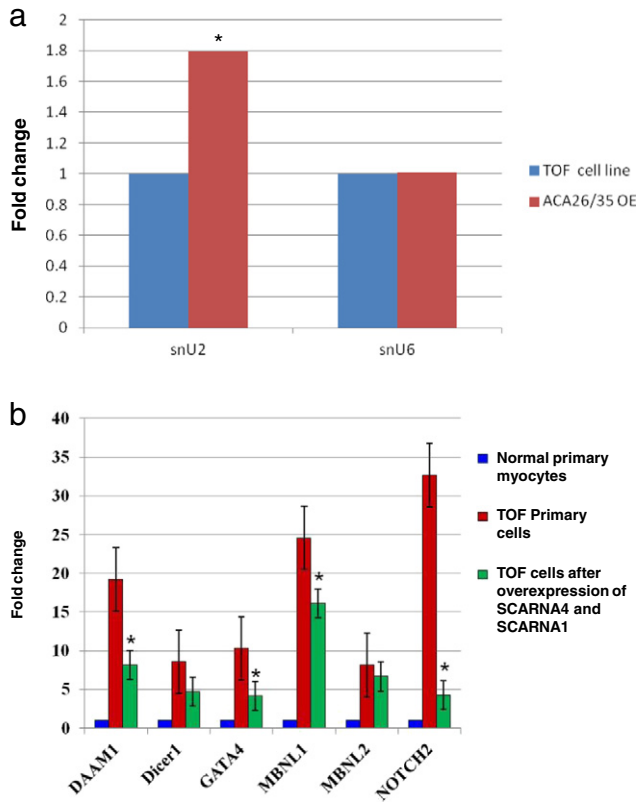 a
2
1.8
1.6
1.4
1.2
1
0.8
0.6
0.4
0.2
0
Fold change
*
snU2
snU6
TOF cell line
ACA26/35 OE
b
40
35
30
25
20
15
10
5
0
Fold change
*
*
*
*
DAAM1
Dicer1
GATA4
MBNL1
MBNL2
NOTCH2
Normal primary
myocytes
TOF Primary
cells
TOF cells after
overexpression of
SCARNA4 and
SCARNA1